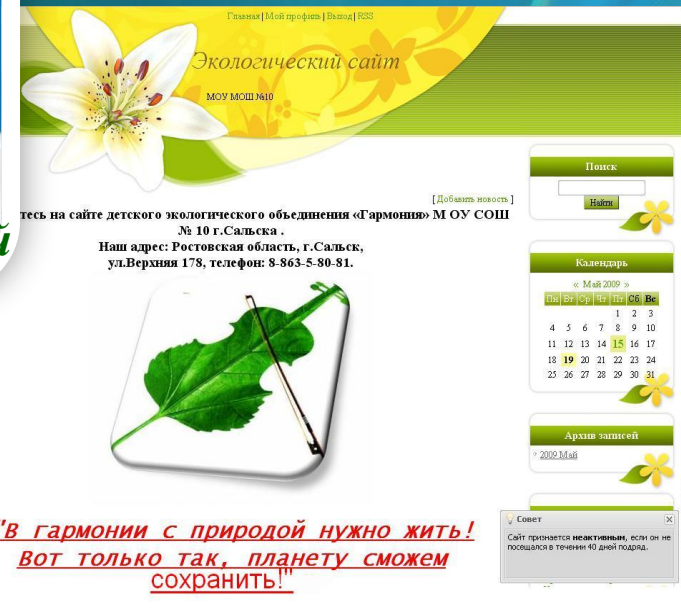 Главная | Мой профиль | Выход | RSS
Экологический сайт
МОУ МОШ №10
[ Добавить новость ]
тесь на сайте детского экологического объединения «Гармония» М ОУ СОШ
№ 10 г.Сальска .
Наш адрес: Ростовская область, г.Сальск,
ул.Верхняя 178, телефон: 8-863-5-80-81.
й
"В гармонии с природой нужно жить!
Вот только так, планету сможем
сохранить!"
Поиск
Найти
Календарь
« Май 2009 »
Пн Вт Ср Чт Пт Сб Вс
1 2 3
4 5 6 7 8 9 10
11 12 13 14 15 16 17
18 19 20 21 22 23 24
25 26 27 28 29 30 31
Архив записей
2009 Май
Совет
Сайт признается неактивным, если он не
посещался в течении 40 дней подряд.